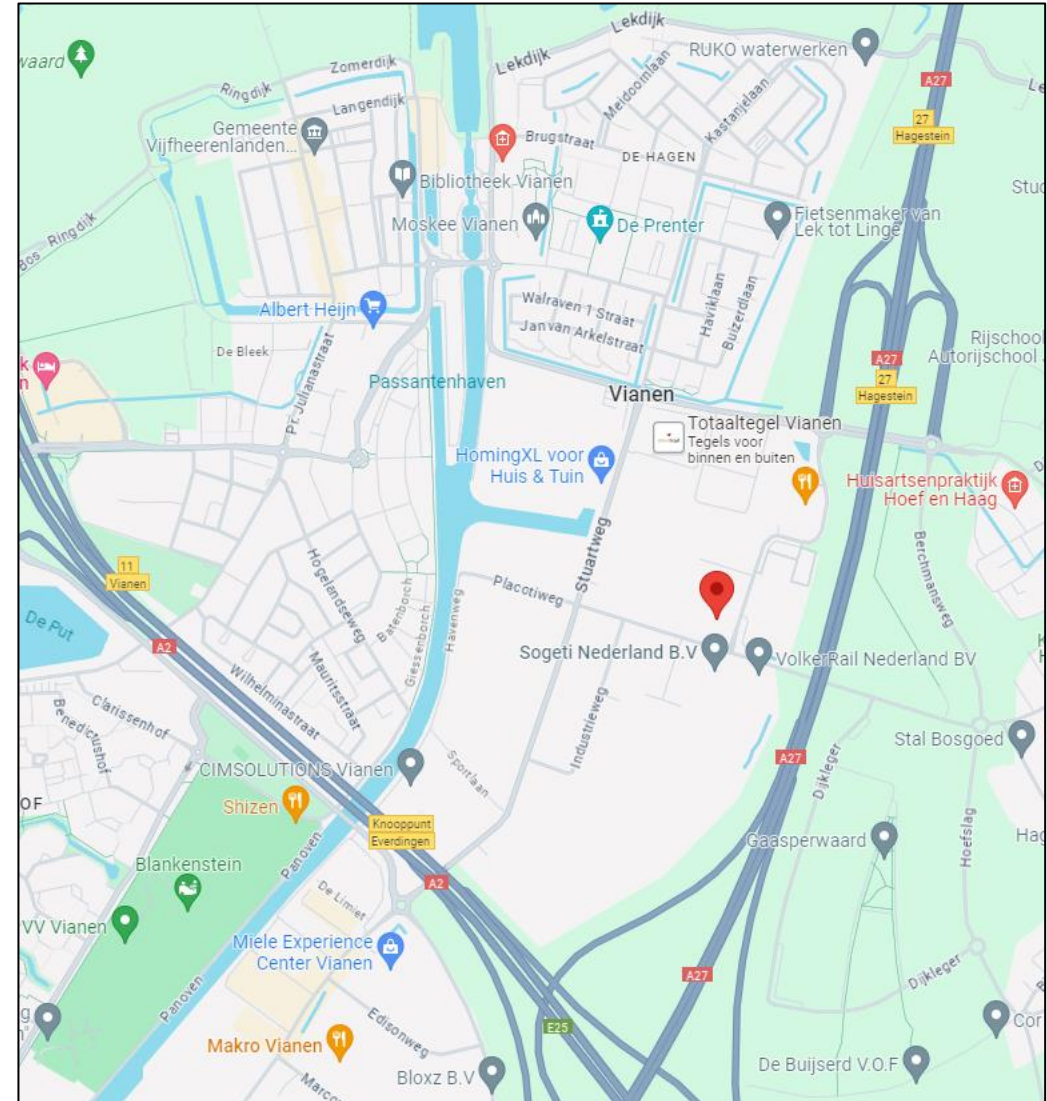 Lekdijk
RUKO waterwerken
waard
Zomerdijk
Ringdijk
Langendijk
Meidoornlaan
Kastanjelaan
A27
Le
27
Hagestein
Gemeente
Vijfheerenlanden...
Brugstraat
DE HAGEN
Bibliotheek Vianen
Stud
Moskee Vianen
De Prenter
Fietsenmaker van
Lek tot Linge
Bos
Ringdijk
Walraven 1 Straat
Jan van Arkelstraat
Haviklaan
Buizerdlaan
Albert Heijn
De Bleek
Pr. Julianastraat
Rijschool
Autorijschool
A27
27
Hagestein
k
n
Passantenhaven
Vianen
Totaaltegel Vianen
Tegels voor
binnen en buiten
HomingXL voor
Huis & Tuin
Huisartsenpraktijk
Hoef en Haag
Stuartweg
Berchmansweg
11
Vianen
Hogelandseweg
Batenborch
Giessenborch
Havenweg
Placotiweg
De Put
A2
Sogeti Nederland B.V
VolkerRail Nederland BV
Mauritsstraat
Wilhelminastraat
Clarissenhof
Benedictushof
Industrieweg
Stal Bosgoed
A27
Dijkleger
CIMSOLUTIONS Vianen
Sportlaan
OF
Shizen
Knooppunt
Everdingen
Gaasperwaard
Hoefslag
Hag
Panoven
Blankenstein
A2
De Limiet
VV Vianen
Miele Experience
Center Vianen
A27
Dijkleger
Panoven
Edisonweg
E25
Cor
g
n"
Makro Vianen
Marco
Bloxz B.V
De Buijserd V.O.F